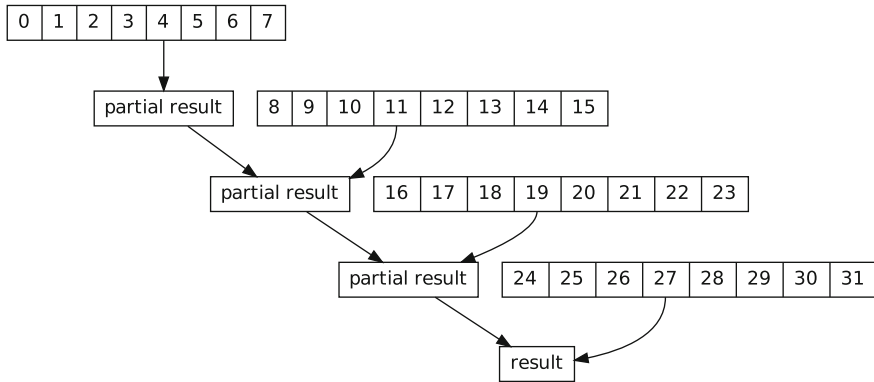 0 1 2 3 4 5 6 7
partial result 8 9 10 11 12 13 14 15
partial result 16 17 18 19 20 21 22 23
partial result 24 25 26 27 28 29 30 31
result